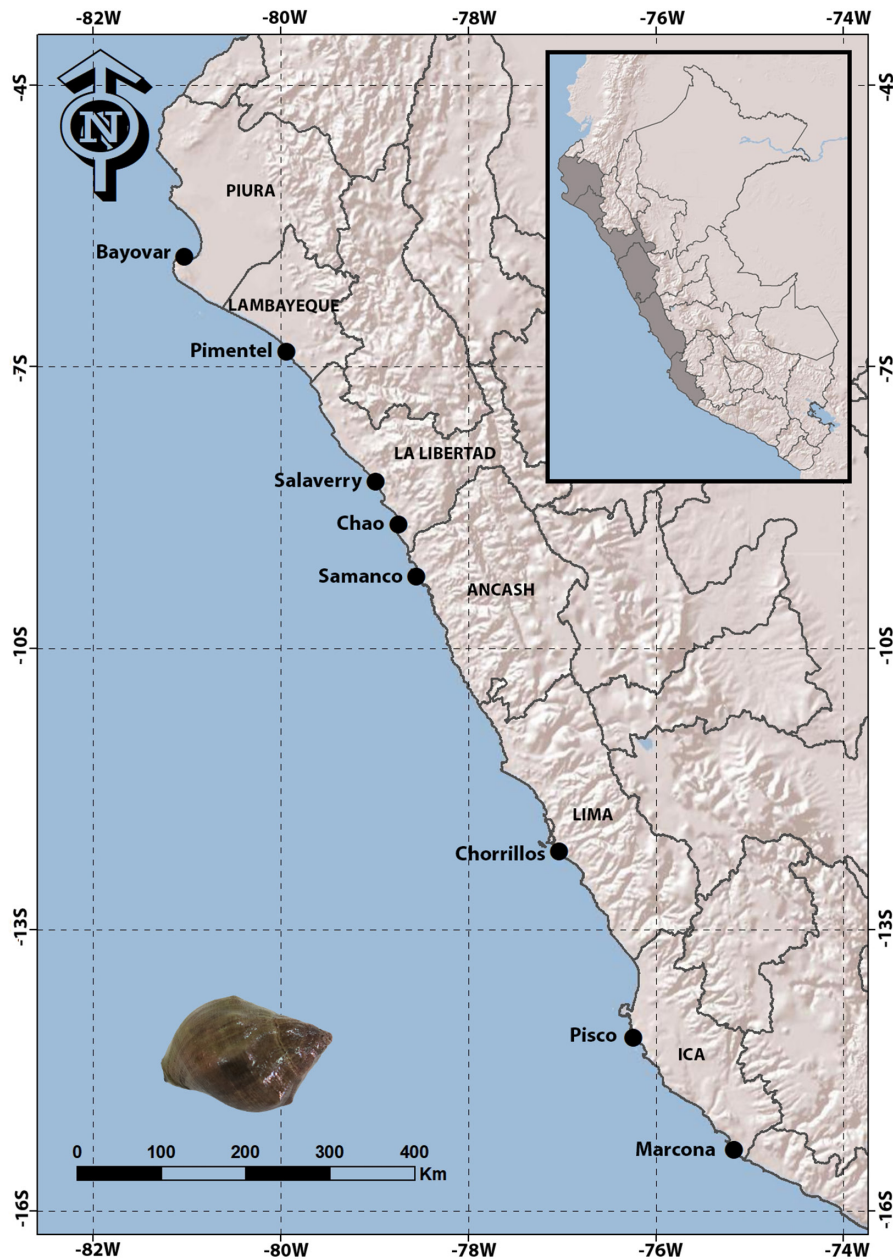 -82W -80W -78W -76W -74W
-4S -4S
N
PIURA
Bayovar
LAMBAYEQUE
Pimentel
-7S -7S
LA LIBERTAD
Salaverry
Chao
Samanco
ANCASH
-10S -10S
LIMA
Chorrillos
-13S -13S
Pisco
ICA
Marcona
0 100 200 300 400
Km
-16S -16S
-82W -80W -78W -76W -74W